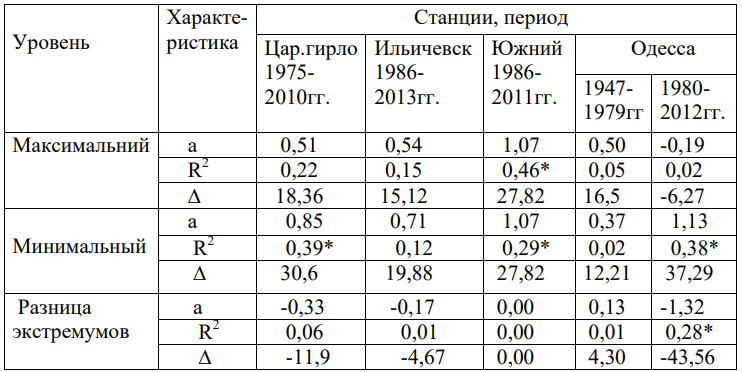 Уровень Характе- Станции, период
ристика Цар.гирло Ильичевск Южний Одесса
1975- 1986- 1986-
2010гг. 2013гг. 2011гг. 1947- 1980-
1979гг 2012гг.
Максимальний a 0,51 0,54 1,07 0,50 -0,19
R² 0,22 0,15 0,46* 0,05 0,02
Δ 18,36 15,12 27,82 16,5 -6,27
Минимальный a 0,85 0,71 1,07 0,37 1,13
R² 0,39* 0,12 0,29* 0,02 0,38*
Δ 30,6 19,88 27,82 12,21 37,29
Разница a -0,33 -0,17 0,00 0,13 -1,32
экстремумов R² 0,06 0,01 0,00 0,01 0,28*
Δ -11,9 -4,67 0,00 4,30 -43,56